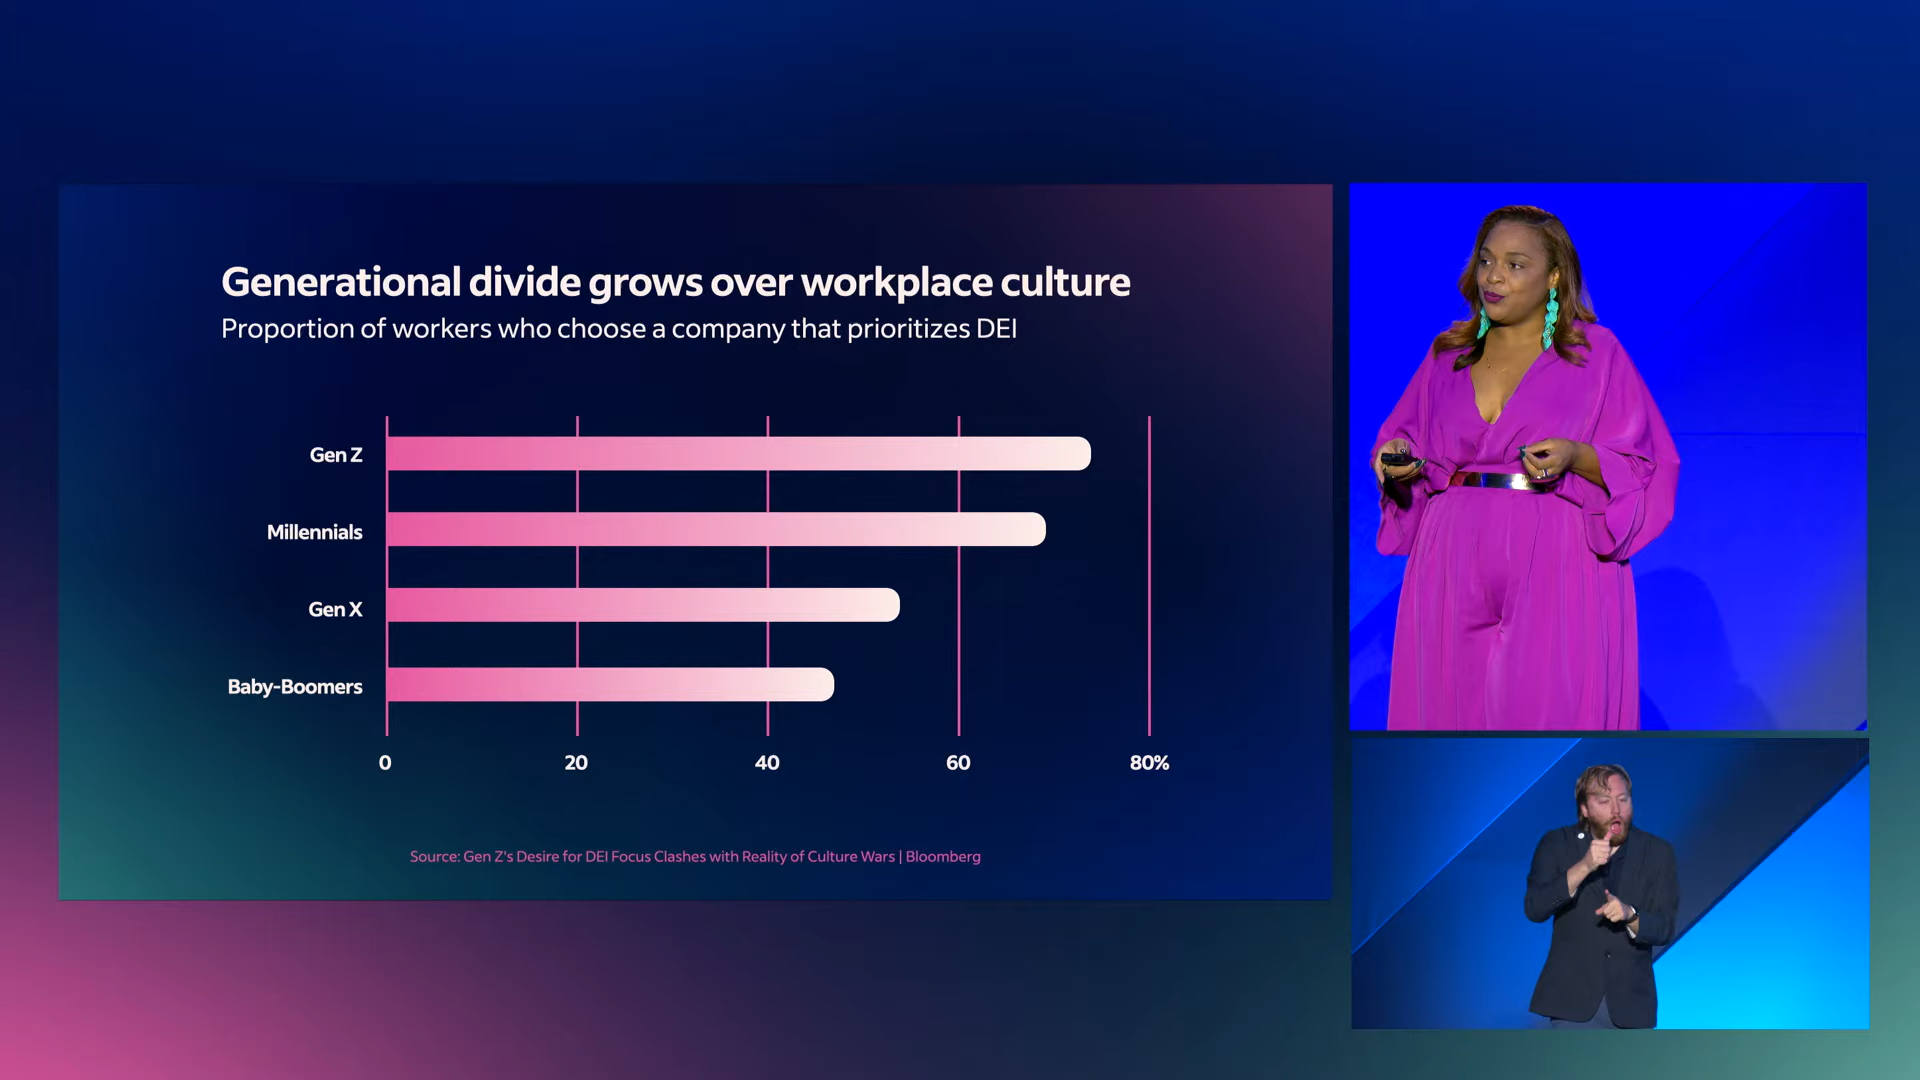 Generational divide grows over workplace culture
Proportion of workers who choose a company that prioritizes DEI
Gen Z
Millennials
Gen X
Baby-Boomers
0 20 40 60 80%
Source: Gen Z's Desire for DEI Focus Clashes with Reality of Culture Wars | Bloomberg